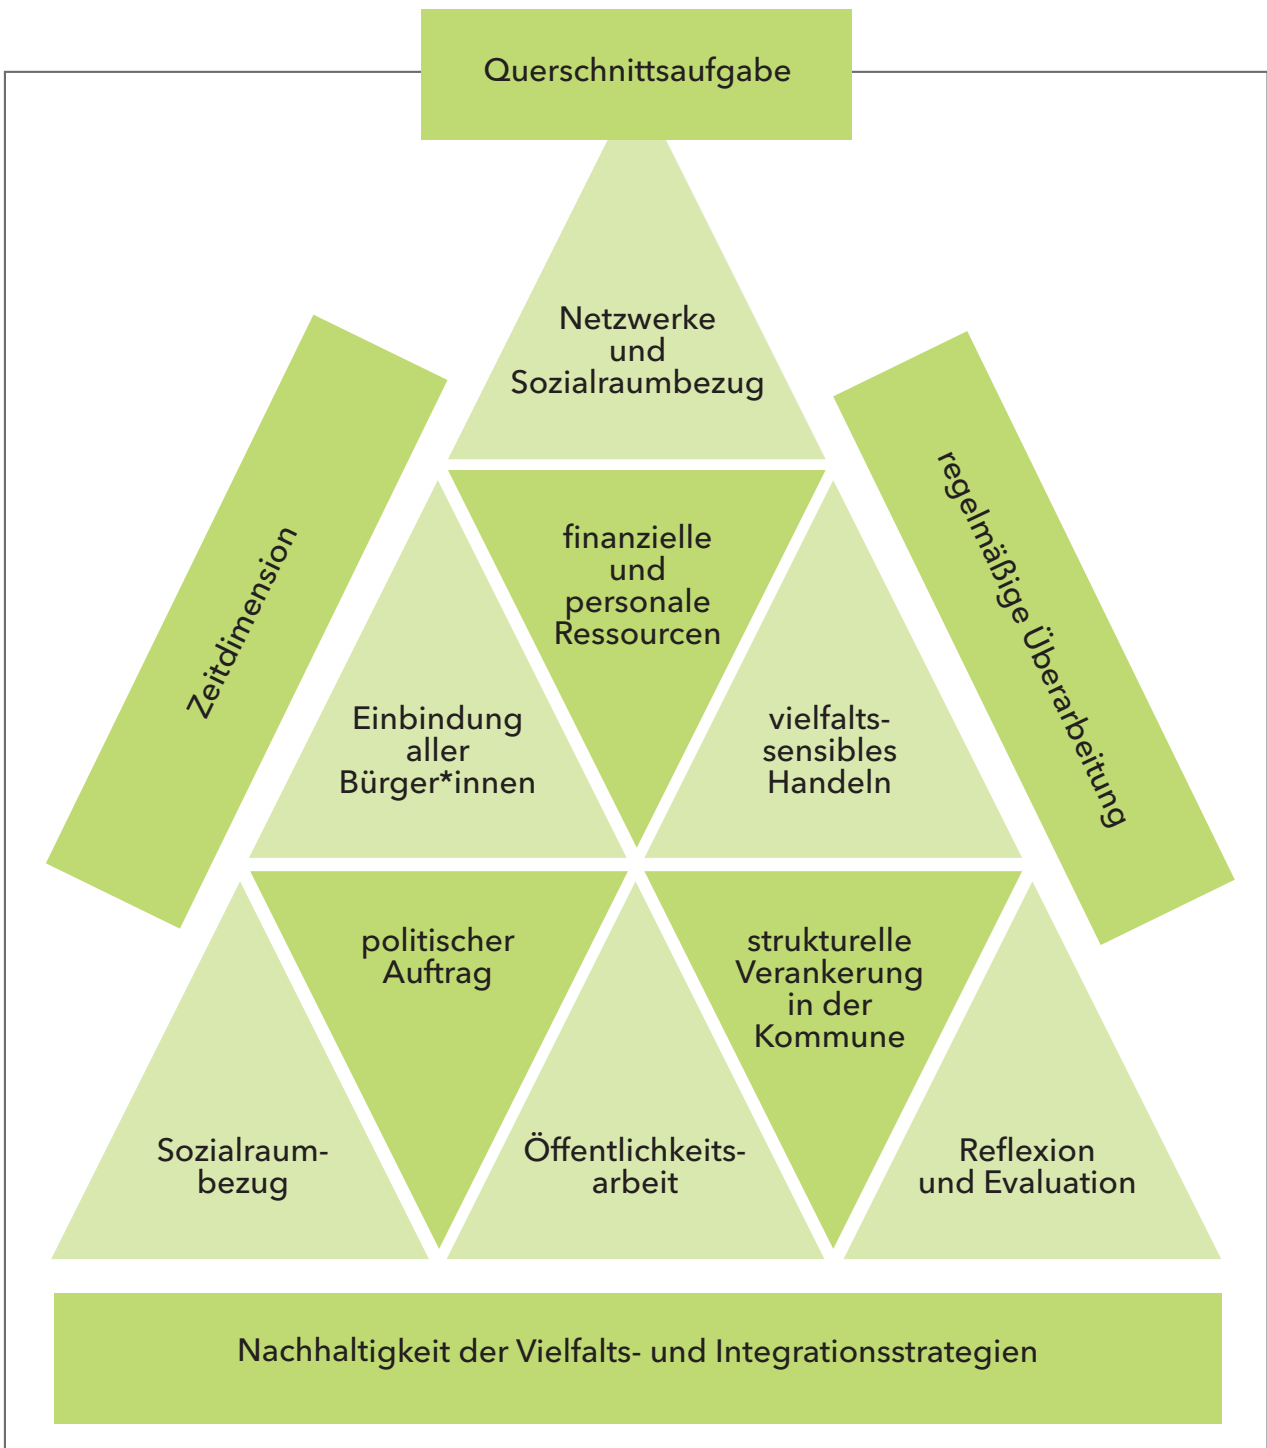 Querschnittsaufgabe
Netzwerke
und
Sozialraumbezug
Zeitdimension
regelmäßige Überarbeitung
finanzielle
und
personale
Ressourcen
Einbindung
aller
Bürger*innen
vielfalts-
sensibles
Handeln
politischer
Auftrag
strukturelle
Verankerung
in der
Kommune
Sozialraum-
bezug
Öffentlichkeits-
arbeit
Reflexion
und Evaluation
Nachhaltigkeit der Vielfalts- und Integrationsstrategien